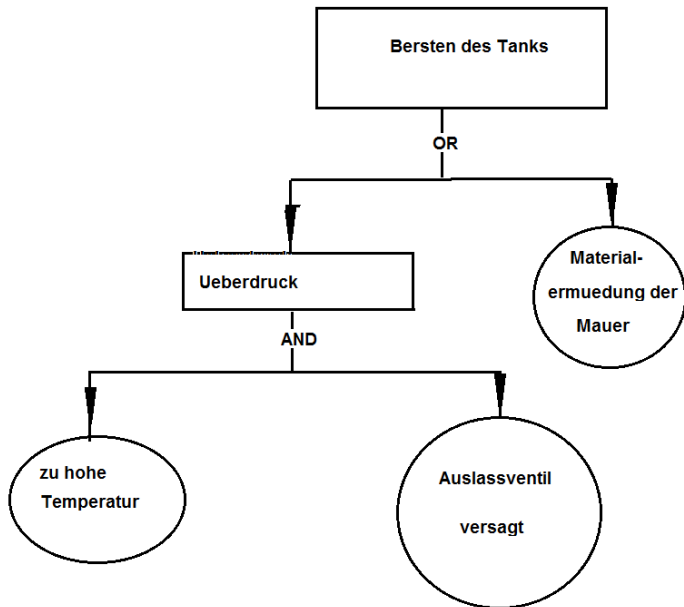 Bersten des Tanks
OR
Ueberdruck
Material-
ermuedung der
Mauer
AND
zu hohe
Temperatur
Auslassventil
versagt